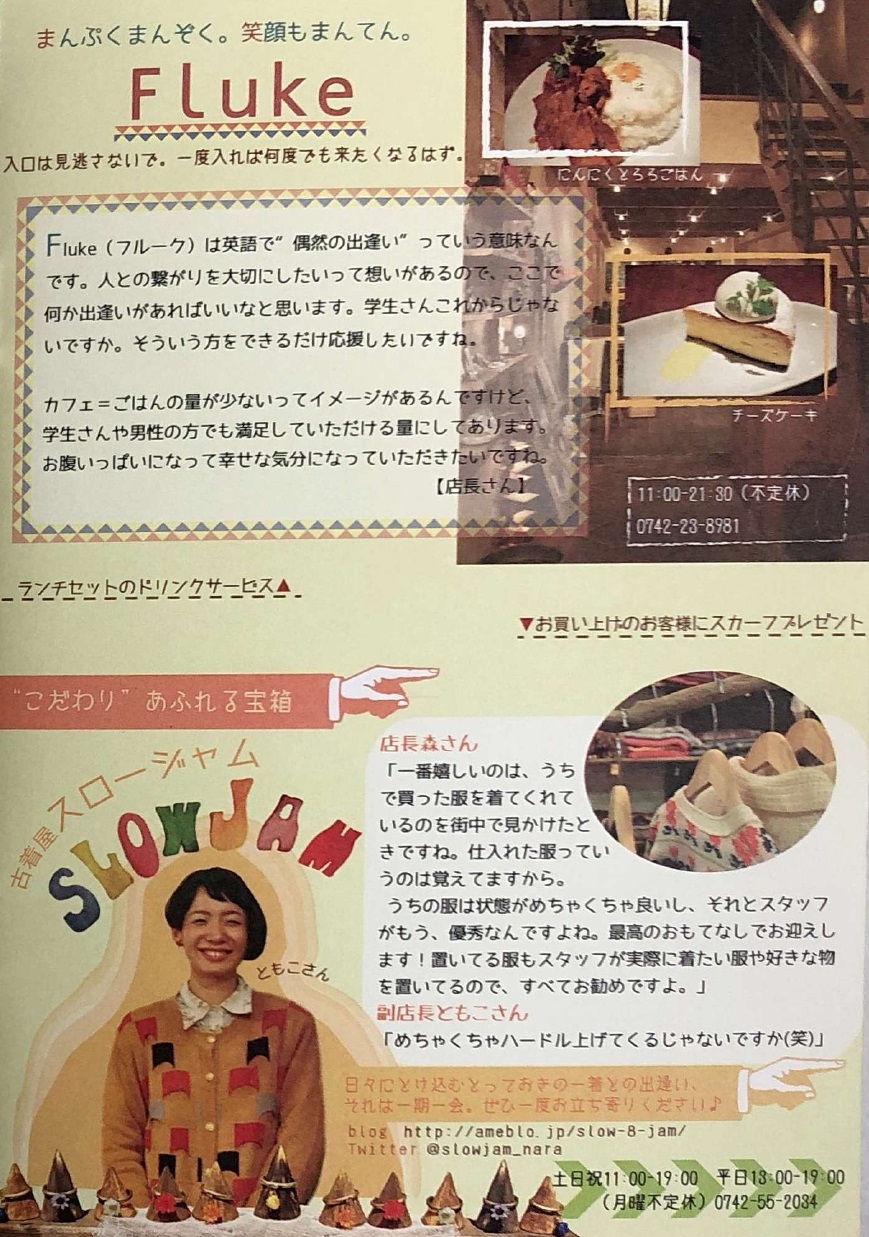 まんぷくまんぞく。笑顔もまんてん。
Fluke
入口は見逃さないで。一度入れば何度でも来たくなるはず。
にんにくとろろごはん
Fluke（フルーク）は英語で“偶然の出逢い”っていう意味なん
です。人との繋がりを大切にしたいって想いがあるので、ここで
何か出逢いがあればいいなと思います。学生さんこれからじゃな
いですか。そういう方をできるだけ応援したいですね。
カフェ＝ごはんの量が少ないってイメージがあるんですけど、
学生さんや男性の方でも満足していただける量にしてあります。
お腹いっぱいになって幸せな気分になっていただきたいですね。
【店長さん】
チーズケーキ
11:00-21:30（不定休）
0742-23-8981
ランチセットのドリンクサービス▲
▼お買い上げのお客様にスカーフプレゼント
“こだわり”あふれる宝箱
古着屋スロージャム
SLOWJAM
ともこさん
店長森さん
「一番嬉しいのは、うち
で買った服を着てくれて
いるのを街中で見かけたと
きですね。仕入れた服ってい
うのは覚えてますから。
うちの服は状態がめちゃくちゃ良いし、それとスタッフ
がもう、優秀なんですよね。最高のおもてなしでお迎えし
ます！置いてる服もスタッフが実際に着たい服や好きな物
を置いてるので、すべてお勧めですよ。」
副店長ともこさん
「めちゃくちゃハードル上げてくるじゃないですか(笑)」
日々にとけ込むとっておきの一着との出逢い、
それは一期一会。ぜひ一度お立ち寄りください♪
blog http://ameblo.jp/slow-8-jam/
Twitter @slowjam_nara
土日祝11:00-19:00 平日13:00-19:00
（月曜不定休）0742-55-2034